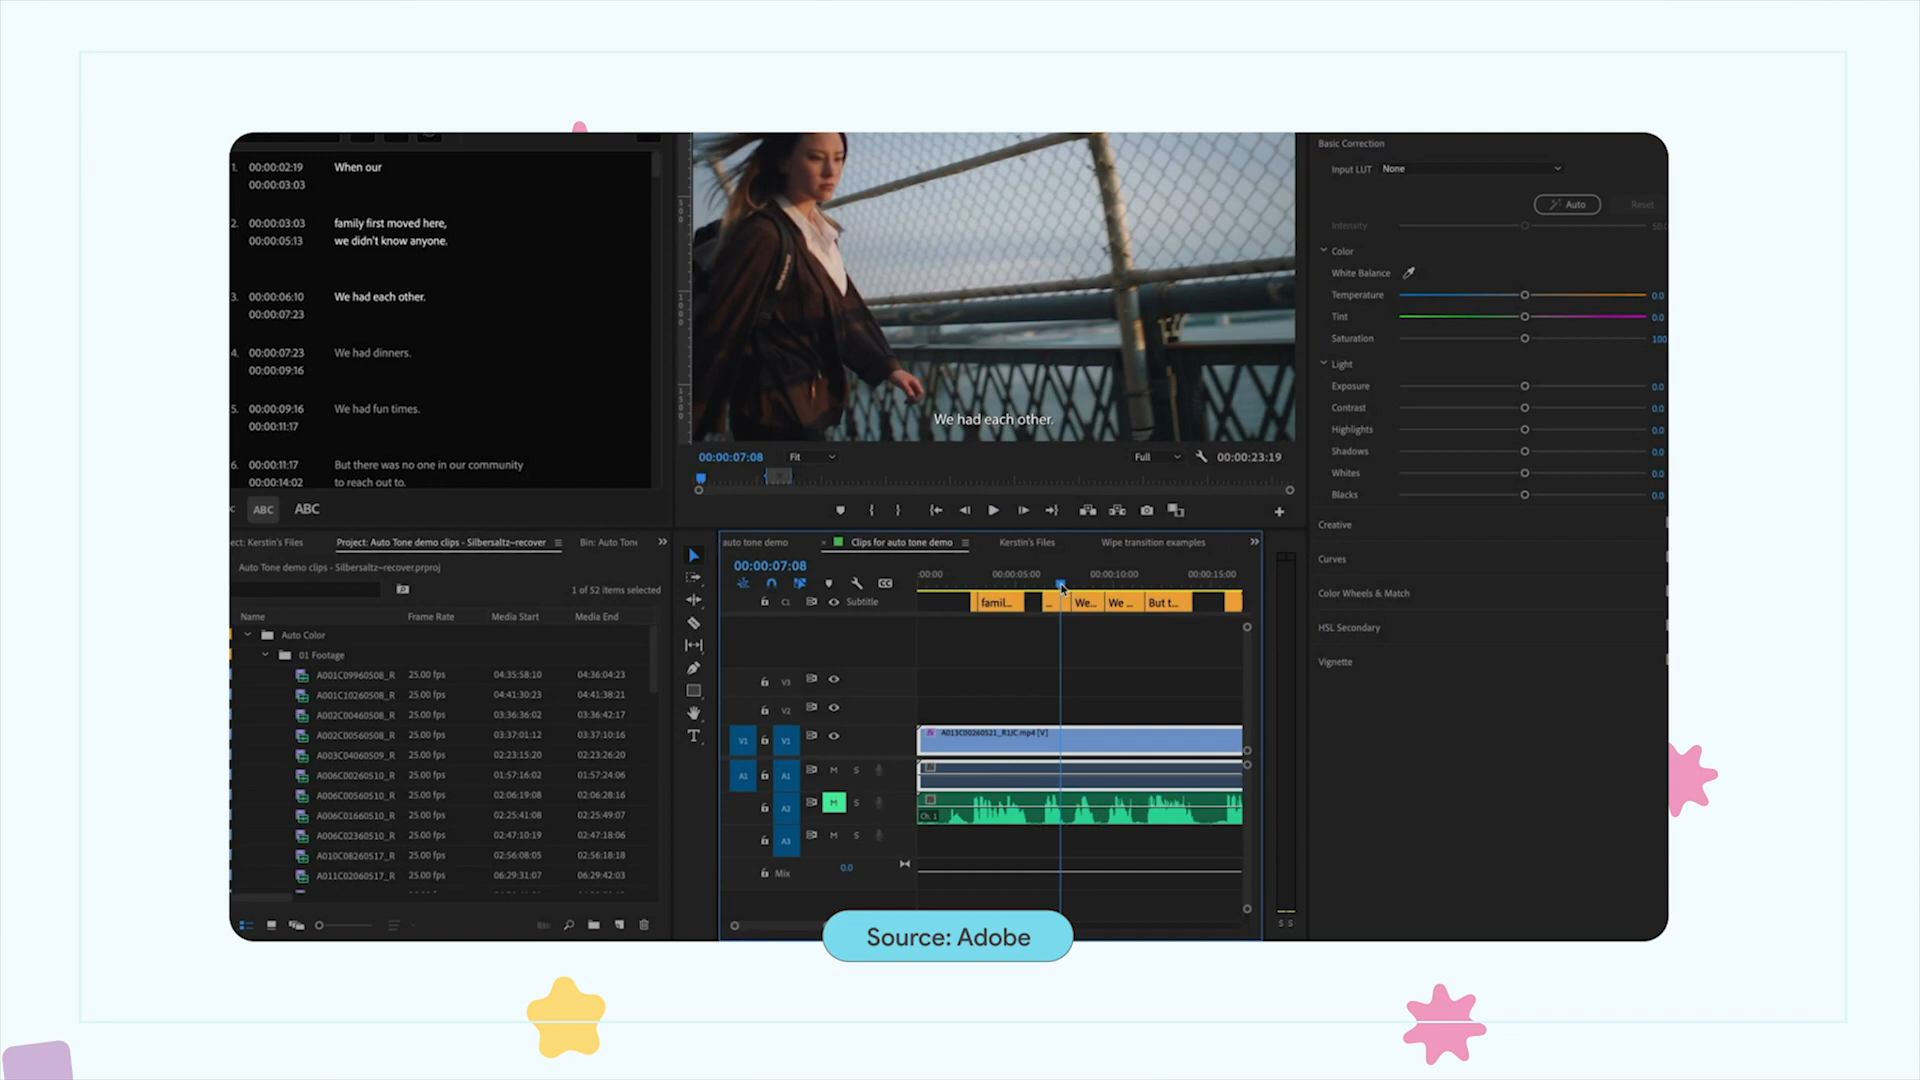 1. 00:00:02:19 When our
00:00:03:03
2. 00:00:03:03 family first moved here,
00:00:05:13 we didn't know anyone.
3. 00:00:06:10 We had each other.
00:00:07:23
4. 00:00:07:23 We had dinners.
00:00:09:16
5. 00:00:09:16 We had fun times.
00:00:11:17
6. 00:00:11:17 But there was no one in our community
00:00:14:02 to reach out to.
ABC ABC
We had each other.
00:00:07:08 Fit Full 00:00:23:19
Basic Correction
Input LUT None
Auto Reset
Intensity
Color
White Balance
Temperature 0.0
Tint 0.0
Saturation 100
Light
Exposure 0.0
Contrast 0.0
Highlights 0.0
Shadows 0.0
Whites 0.0
Blacks 0.0
Creative
Curves
Color Wheels & Match
HSL Secondary
Vignette
ect: Kerstin's Files Project: Auto Tone demo clips - Silbersaltz~recover Bin: Auto Tone
Auto Tone demo clips - Silbersaltz~recover.prproj
1 of 52 items selected
Name Frame Rate Media Start Media End
Auto Color
01 Footage
A001C09960508_R 25.00 fps 04:35:58:10 04:36:04:23
A001C10260508_R 25.00 fps 04:41:30:23 04:41:38:21
A002C00460508_R 25.00 fps 03:36:36:02 03:36:42:17
A002C00560508_R 25.00 fps 03:37:01:12 03:37:10:16
A003C04060509_R 25.00 fps 02:23:15:20 02:23:26:20
A006C00260510_R 25.00 fps 01:57:16:02 01:57:24:06
A006C00560510_R 25.00 fps 02:06:19:08 02:06:28:16
A006C01660510_R 25.00 fps 02:25:41:08 02:25:49:07
A006C02360510_R 25.00 fps 02:47:10:19 02:47:18:06
A010C08260517_R 25.00 fps 02:56:08:05 02:56:18:18
A011C02060517_R 25.00 fps 06:29:31:07 06:29:42:03
auto tone demo Clips for auto tone demo Kerstin's Files Wipe transition examples
00:00:07:08
:00:00 00:00:05:00 00:00:10:00 00:00:15:00
C1 Subtitle famil... ... We... We ... But t...
V3
V2
V1 V1 A013C00260521_R1JC.mp4 [V]
A1 A1 M S
A2 M S Ch. 1
A3 M S
Mix 0.0
S S
Source: Adobe